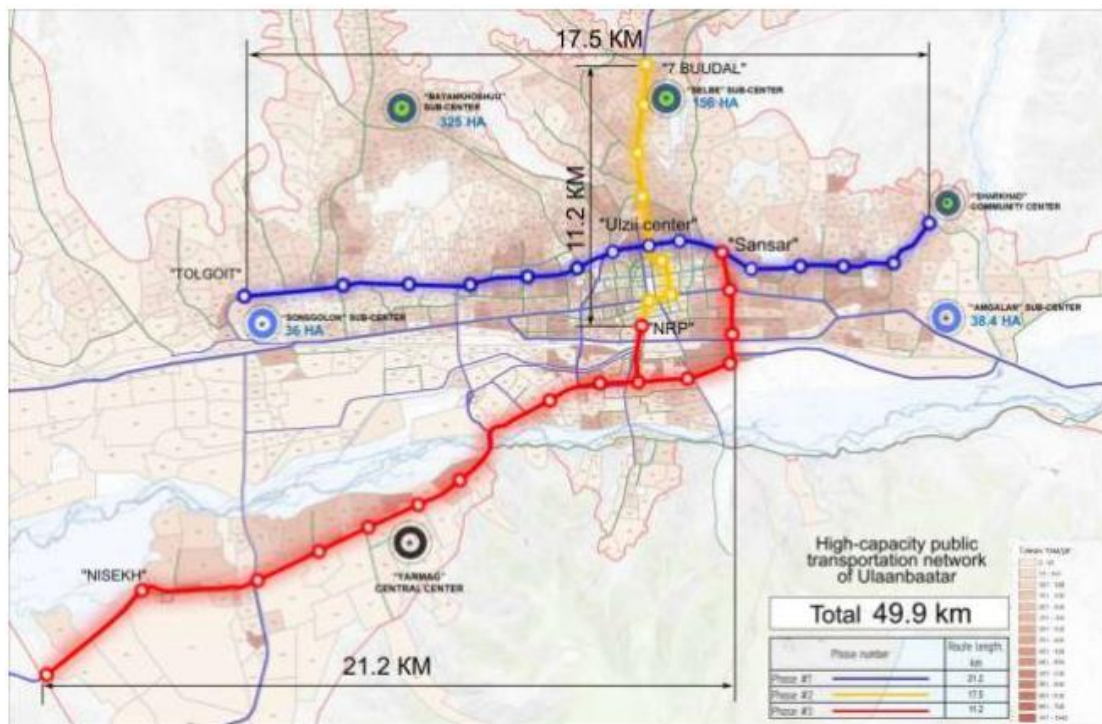 17.5 KM
"7 BUUDAL"
"BAYANKHOSHUU"
SUB-CENTER
325 HA
"SELBE" SUB-CENTER
156 HA
11.2 KM
"SHARKHAD"
COMMUNITY CENTER
"Ulzii center"
"Sansar"
"TOLGOIT"
"SONGGOLON" SUB-CENTER
36 HA
"AMGALAN" SUB-CENTER
38.4 HA
"NRP"
"NISEKH"
"YARMAG"
CENTRAL CENTER
21.2 KM
High-capacity public
transportation network
of Ulaanbaatar
Total 49.9 km
Phase number
Route length,
km
Phase #1
21.2
Phase #2
17.5
Phase #3
11.2